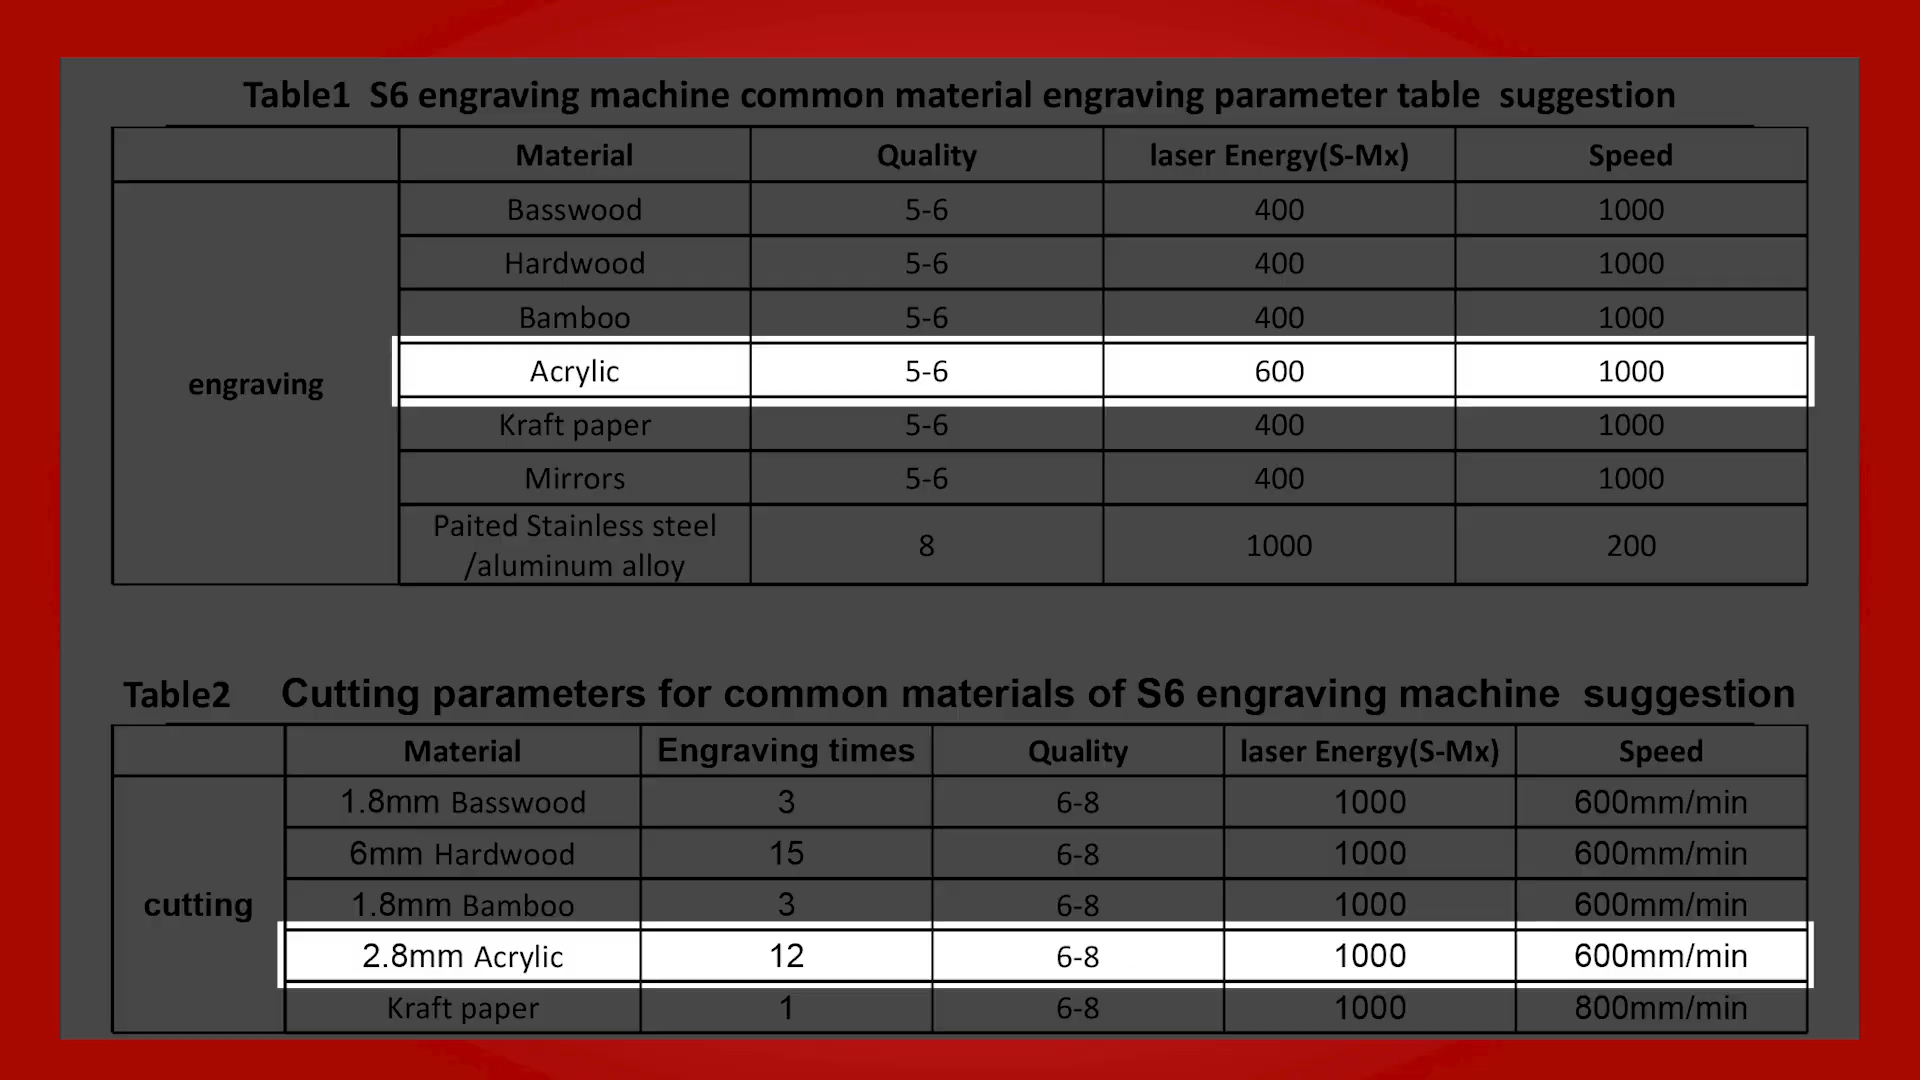 Table1 S6 engraving machine common material engraving parameter table suggestion
Material Quality laser Energy(S-Mx) Speed
engraving
Basswood 5-6 400 1000
Hardwood 5-6 400 1000
Bamboo 5-6 400 1000
Acrylic 5-6 600 1000
Kraft paper 5-6 400 1000
Mirrors 5-6 400 1000
Paited Stainless steel
/aluminum alloy 8 1000 200
Table2 Cutting parameters for common materials of S6 engraving machine suggestion
Material Engraving times Quality laser Energy(S-Mx) Speed
cutting
1.8mm Basswood 3 6-8 1000 600mm/min
6mm Hardwood 15 6-8 1000 600mm/min
1.8mm Bamboo 3 6-8 1000 600mm/min
2.8mm Acrylic 12 6-8 1000 600mm/min
Kraft paper 1 6-8 1000 800mm/min